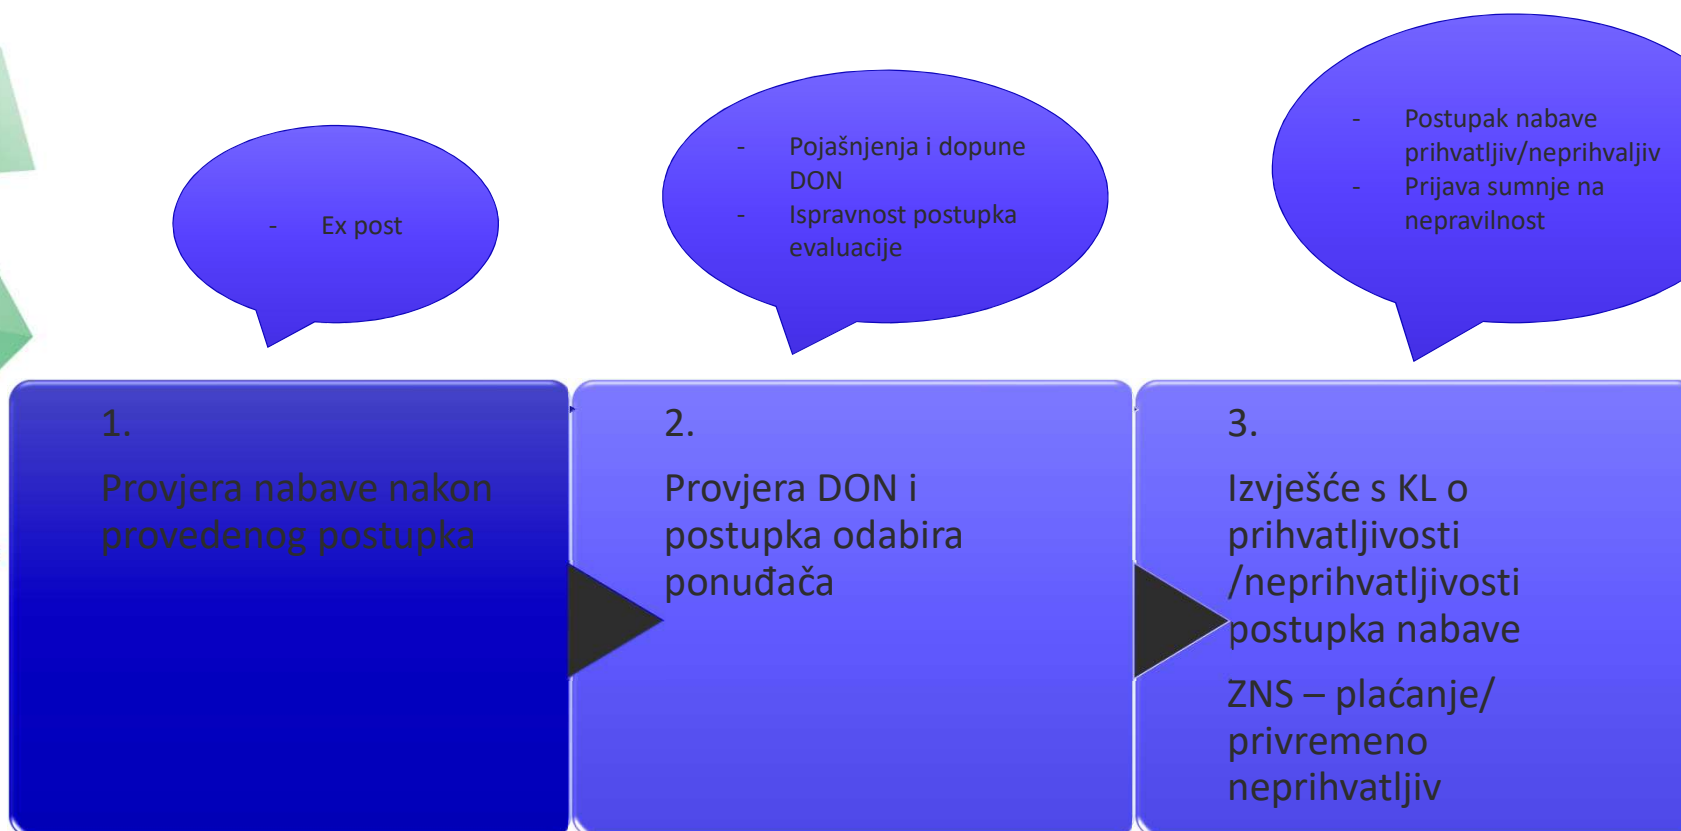 - Ex post
- Pojašnjenja i dopune
DON
- Ispravnost postupka
evaluacije
- Postupak nabave
prihvatljiv/neprihvaljiv
- Prijava sumnje na
nepravilnost
1.
Provjera nabave nakon
provedenog postupka
2.
Provjera DON i
postupka odabira
ponuđača
3.
Izvješće s KL o
prihvatljivosti
/neprihvatljivosti
postupka nabave
ZNS – plaćanje/
privremeno
neprihvatljiv